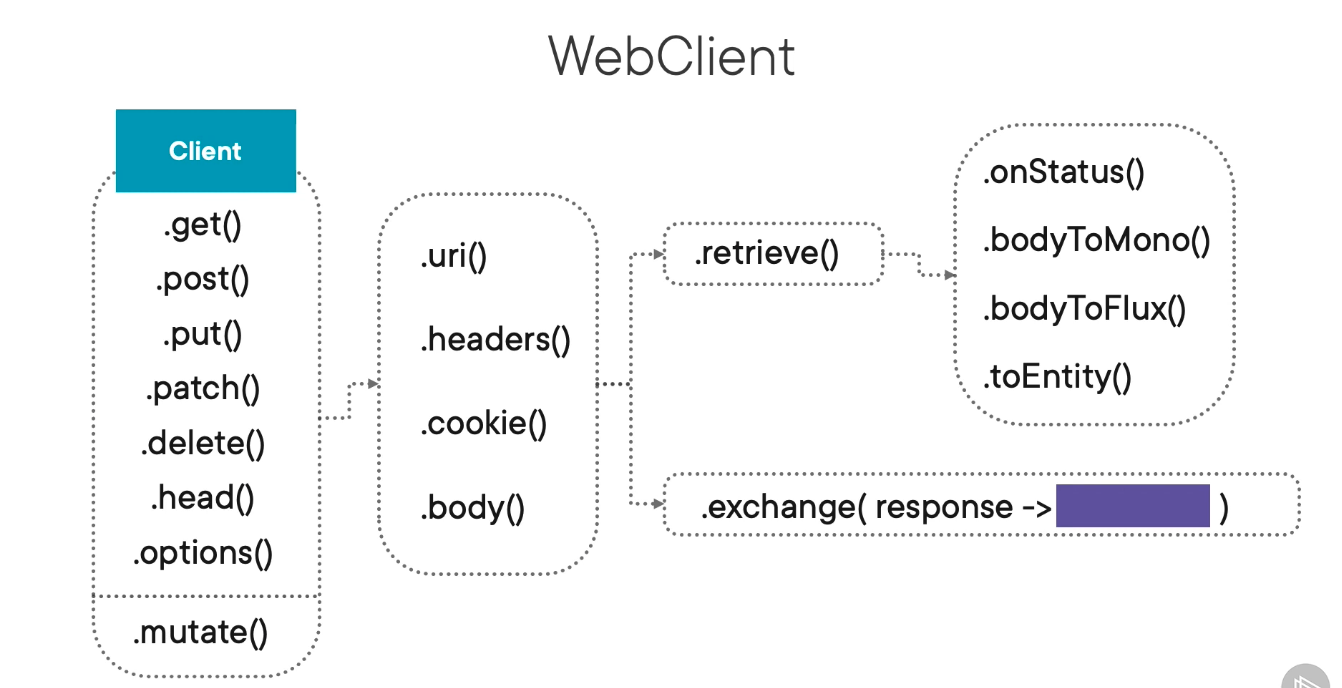 WebClient
Client
.get()
.post()
.put()
.patch()
.delete()
.head()
.options()
.mutate()
.uri()
.headers()
.cookie()
.body()
.retrieve()
.onStatus()
.bodyToMono()
.bodyToFlux()
.toEntity()
.exchange( response -> )